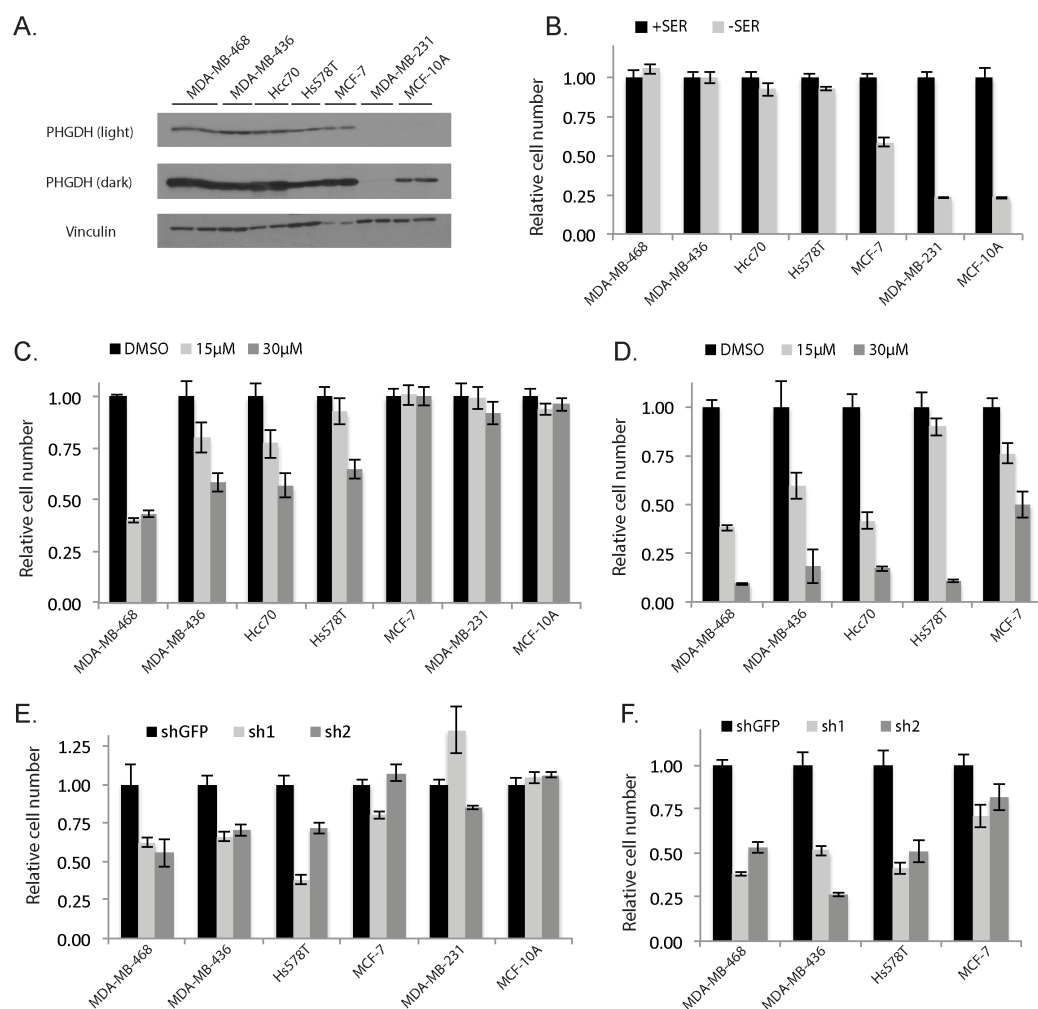 A.
MDA-MB-468
MDA-MB-436
Hcc70
Hs578T
MCF-7
MDA-MB-231
MCF-10A
PHGDH (light)
PHGDH (dark)
Vinculin
B.
+SER -SER
Relative cell number
1.00
0.75
0.50
0.25
0.00
MDA-MB-468
MDA-MB-436
Hcc70
Hs578T
MCF-7
MDA-MB-231
MCF-10A
C.
DMSO 15µM 30µM
Relative cell number
1.00
0.75
0.50
0.25
0.00
MDA-MB-468
MDA-MB-436
Hcc70
Hs578T
MCF-7
MDA-MB-231
MCF-10A
D.
DMSO 15µM 30µM
Relative cell number
1.00
0.75
0.50
0.25
0.00
MDA-MB-468
MDA-MB-436
Hcc70
Hs578T
MCF-7
E.
shGFP sh1 sh2
Relative cell number
1.25
1.00
0.75
0.50
0.25
0.00
MDA-MB-468
MDA-MB-436
Hs578T
MCF-7
MDA-MB-231
MCF-10A
F.
shGFP sh1 sh2
Relative cell number
1.00
0.75
0.50
0.25
0.00
MDA-MB-468
MDA-MB-436
Hs578T
MCF-7